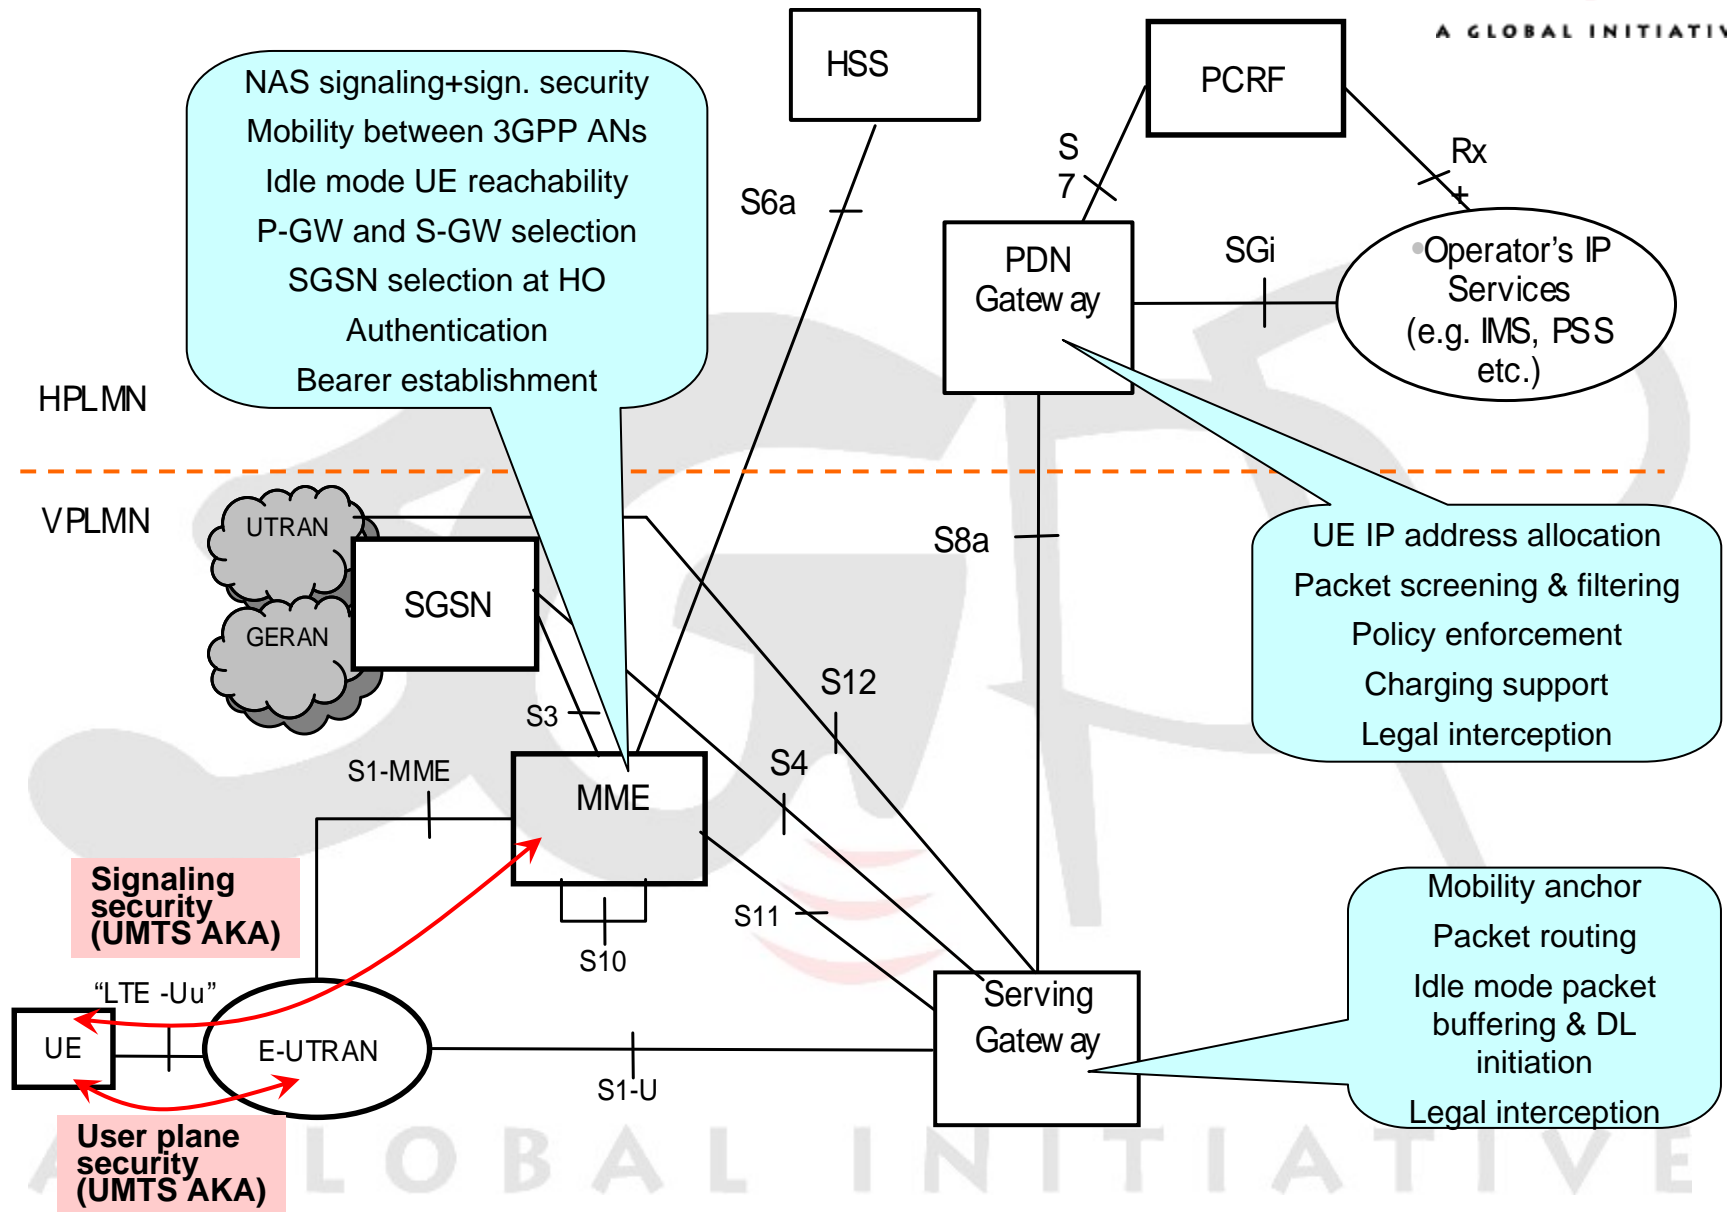 A GLOBAL INITIATIV
HSS
PCRF
NAS signaling+sign. security
Mobility between 3GPP ANs
Idle mode UE reachability
P-GW and S-GW selection
SGSN selection at HO
Authentication
Bearer establishment
S
7
Rx
+
S6a
PDN
Gateway
SGi
•Operator’s IP
Services
(e.g. IMS, PSS
etc.)
HPLMN
VPLMN
UTRAN
GERAN
SGSN
S8a
UE IP address allocation
Packet screening & filtering
Policy enforcement
Charging support
Legal interception
S12
S3
S4
S1-MME
MME
Signaling
security
(UMTS AKA)
S11
S10
Mobility anchor
Packet routing
Idle mode packet
buffering & DL
initiation
Legal interception
“LTE -Uu”
UE
E-UTRAN
Serving
Gateway
S1-U
User plane
security
(UMTS AKA)
A GLOBAL INITIATIVE